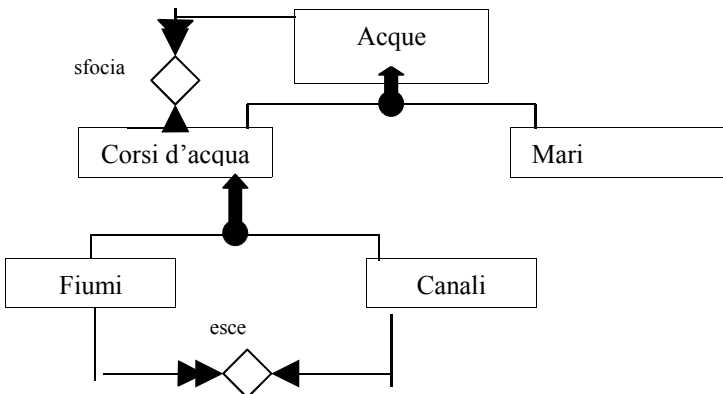 Acque
sfocia
Corsi d’acqua
Mari
Fiumi
Canali
esce